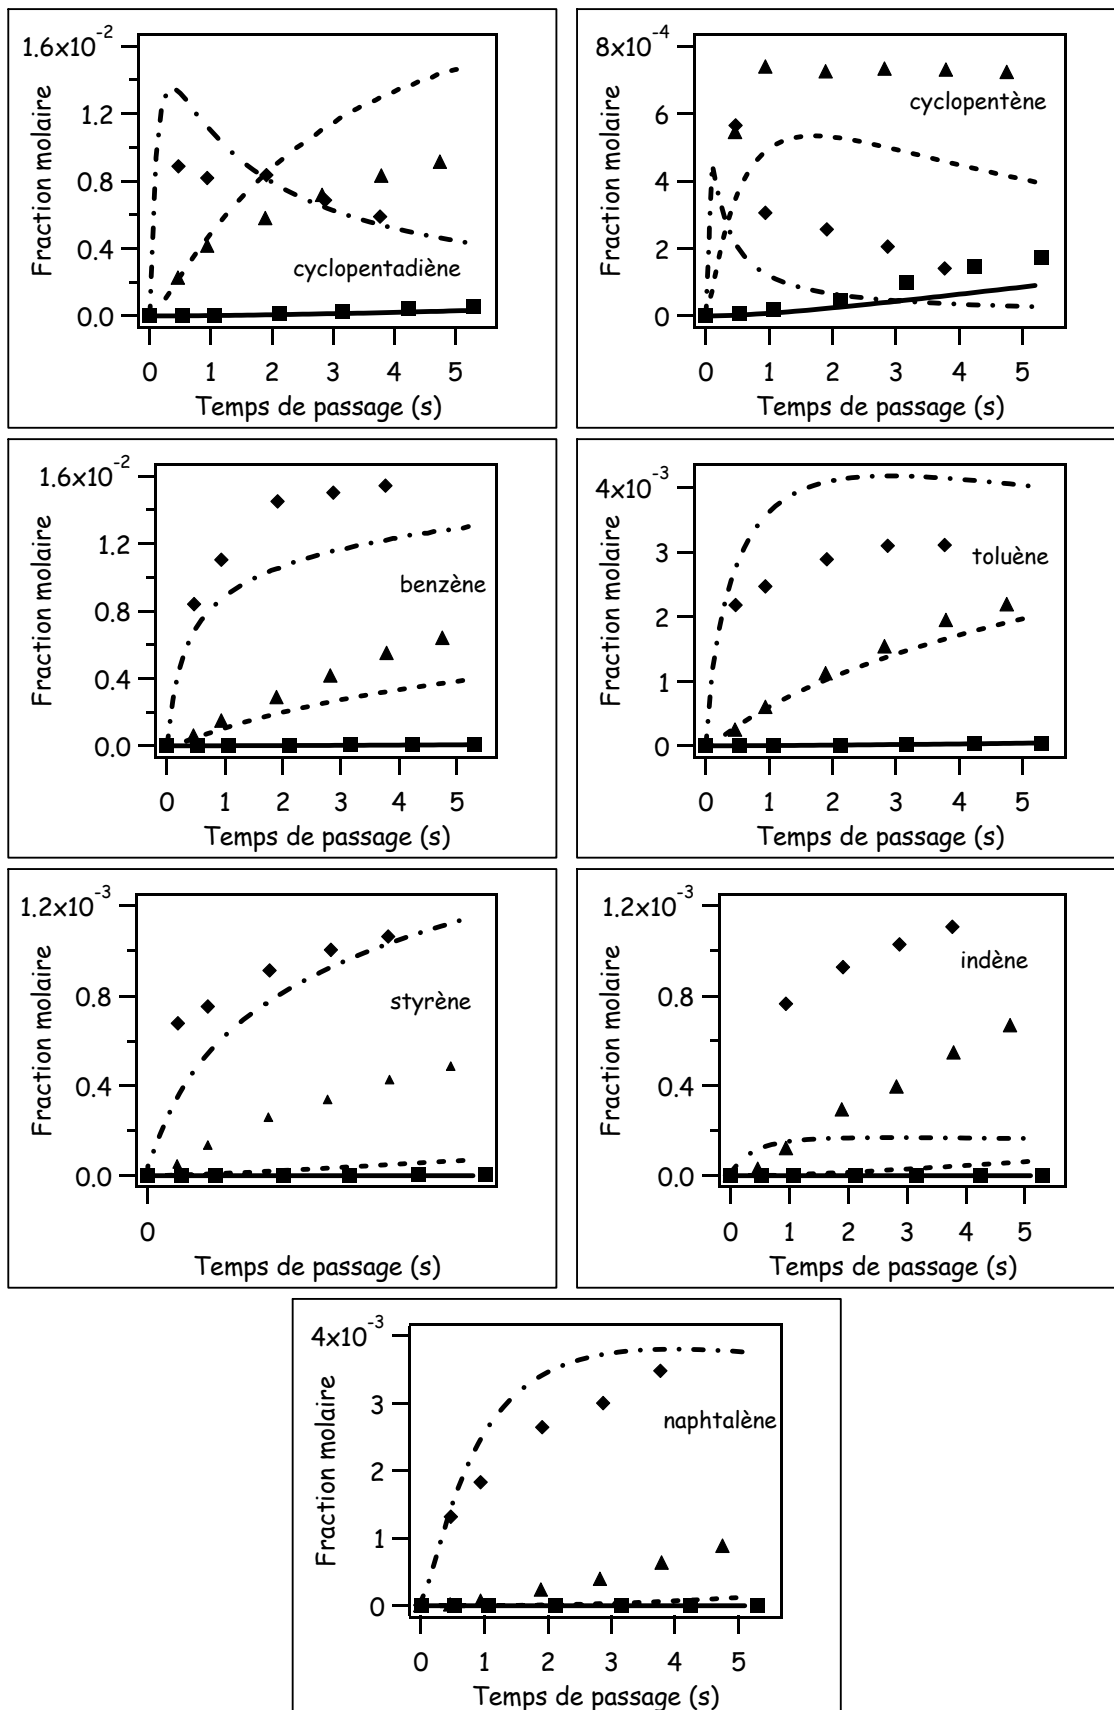 1.6x10-2
1.2
0.8
0.4
0.0
Fraction molaire
cyclopentadiène
0 1 2 3 4 5
Temps de passage (s)
8x10-4
6
4
2
0
Fraction molaire
cyclopentène
0 1 2 3 4 5
Temps de passage (s)
1.6x10-2
1.2
0.8
0.4
0.0
Fraction molaire
benzène
0 1 2 3 4 5
Temps de passage (s)
4x10-3
3
2
1
0
Fraction molaire
toluène
0 1 2 3 4 5
Temps de passage (s)
1.2x10-3
0.8
0.4
0.0
Fraction molaire
styrène
0
Temps de passage (s)
1.2x10-3
0.8
0.4
0.0
Fraction molaire
indène
0 1 2 3 4 5
Temps de passage (s)
4x10-3
3
2
1
0
Fraction molaire
naphtalène
0 1 2 3 4 5
Temps de passage (s)